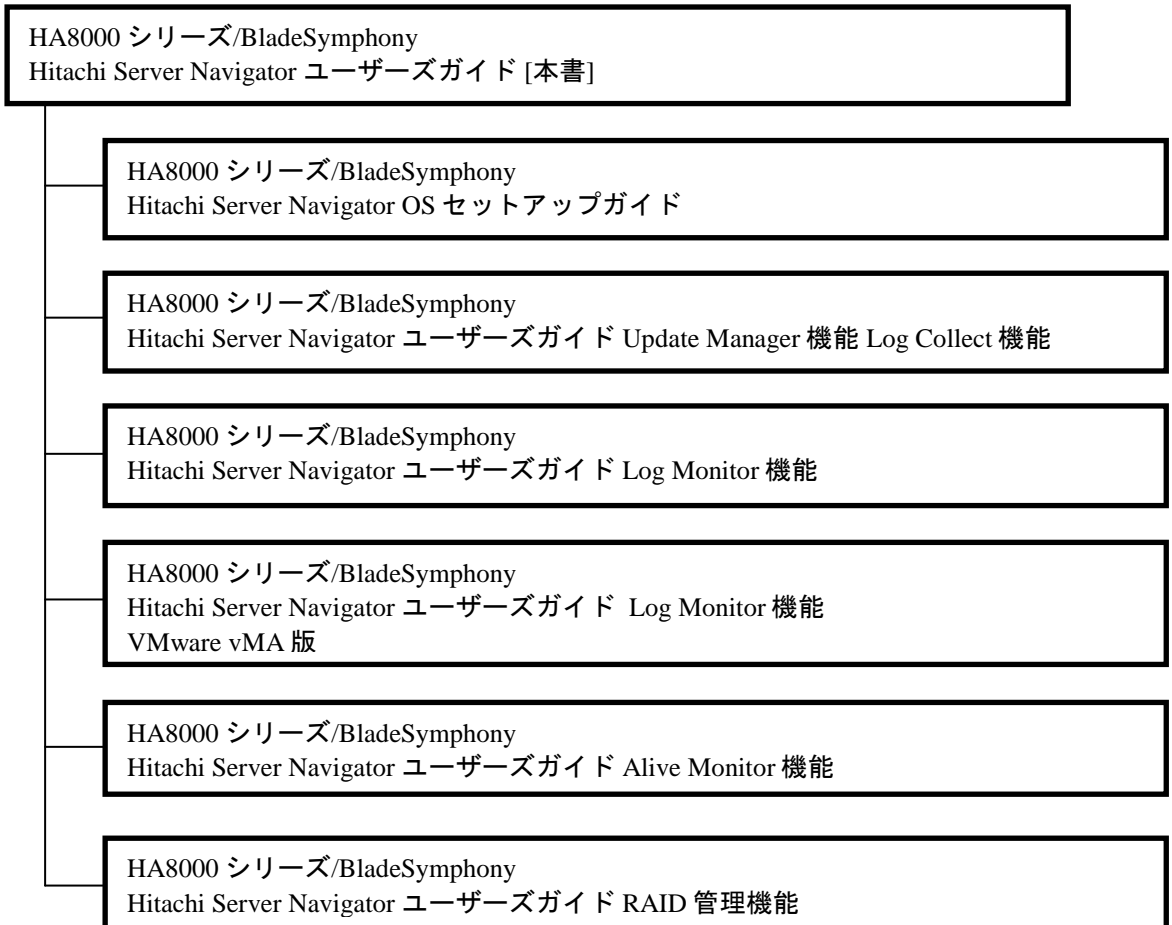 HA8000 シリーズ/BladeSymphony
Hitachi Server Navigator ユーザーズガイド [本書]
HA8000 シリーズ/BladeSymphony
Hitachi Server Navigator OS セットアップガイド
HA8000 シリーズ/BladeSymphony
Hitachi Server Navigator ユーザーズガイド Update Manager 機能 Log Collect 機能
HA8000 シリーズ/BladeSymphony
Hitachi Server Navigator ユーザーズガイド Log Monitor 機能
HA8000 シリーズ/BladeSymphony
Hitachi Server Navigator ユーザーズガイド Log Monitor 機能
VMware vMA 版
HA8000 シリーズ/BladeSymphony
Hitachi Server Navigator ユーザーズガイド Alive Monitor 機能
HA8000 シリーズ/BladeSymphony
Hitachi Server Navigator ユーザーズガイド RAID 管理機能